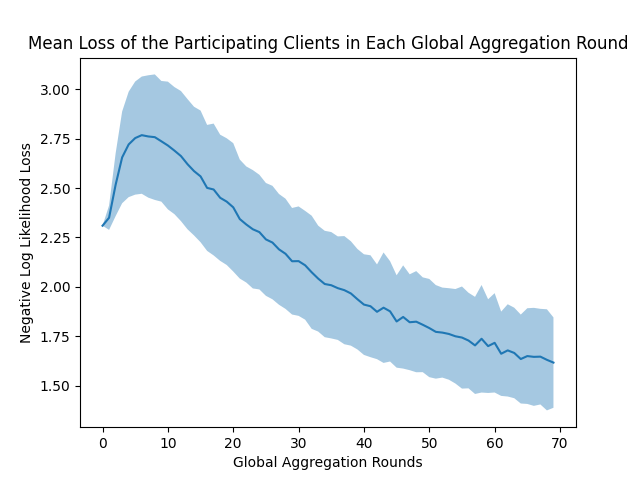 Mean Loss of the Participating Clients in Each Global Aggregation Round
Negative Log Likelihood Loss
3.00
2.75
2.50
2.25
2.00
1.75
1.50
0 10 20 30 40 50 60 70
Global Aggregation Rounds